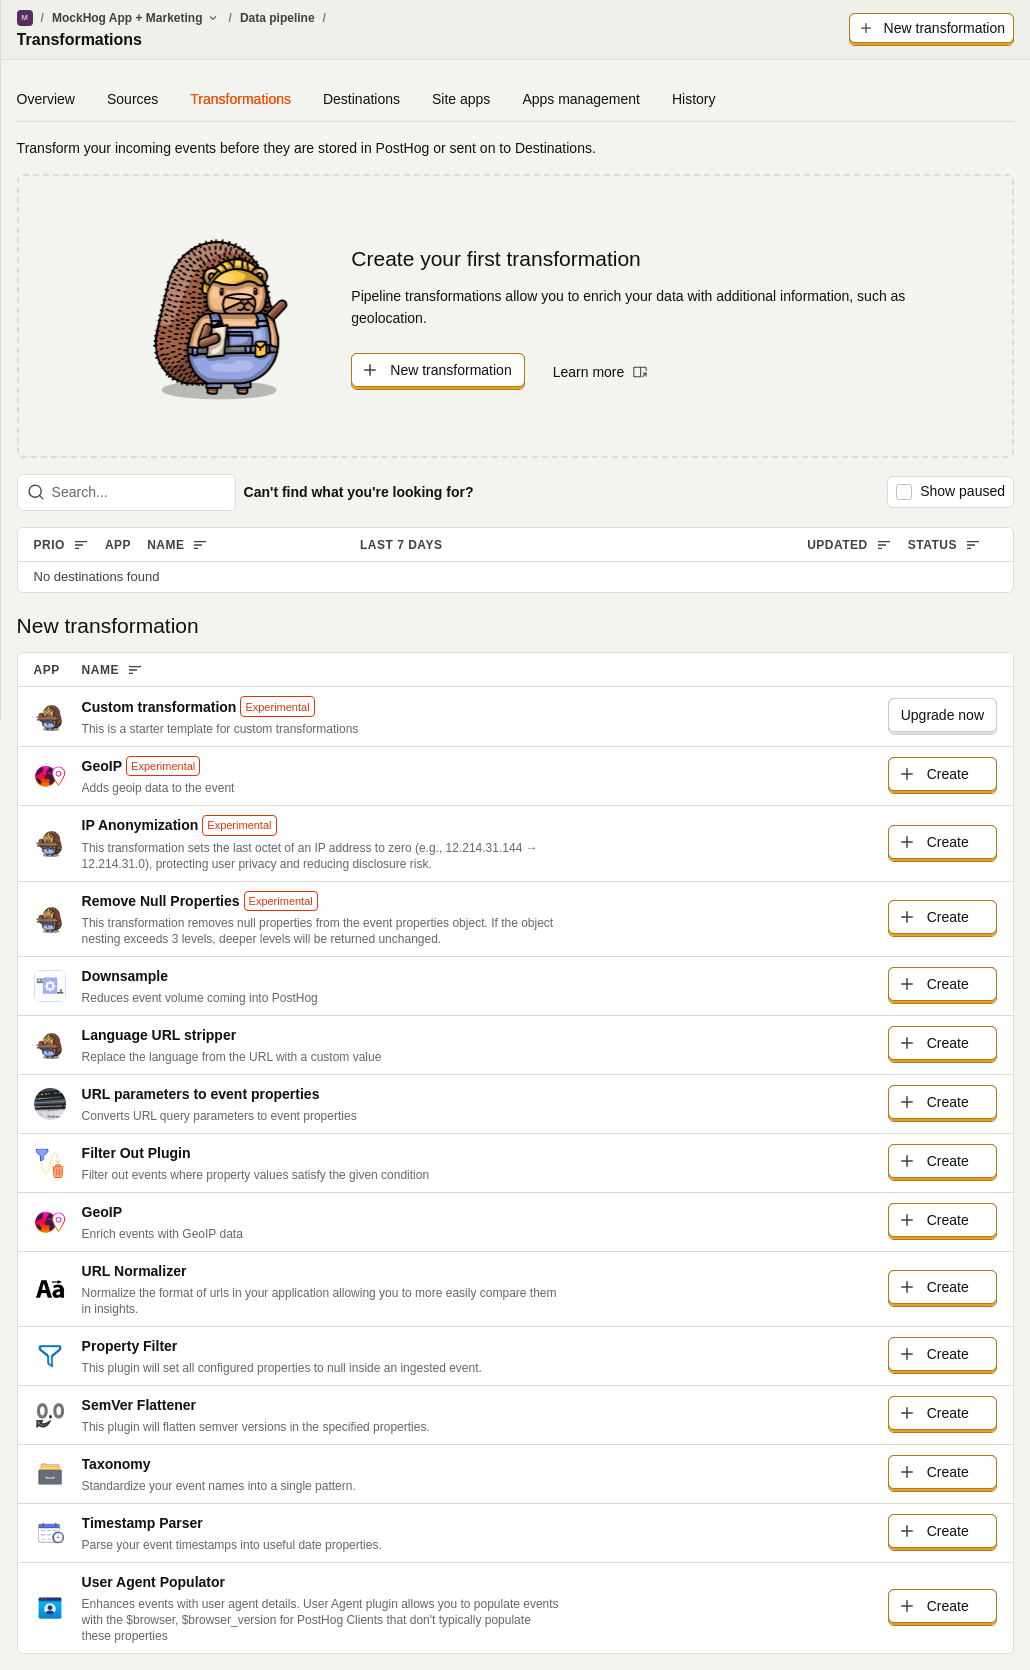 M / MockHog App + Marketing / Data pipeline /
Transformations
New transformation
Overview Sources Transformations Destinations Site apps Apps management History
Transform your incoming events before they are stored in PostHog or sent on to Destinations.
Create your first transformation
Pipeline transformations allow you to enrich your data with additional information, such as
geolocation.
New transformation Learn more
Search... Can't find what you're looking for? Show paused
PRIO APP NAME LAST 7 DAYS UPDATED STATUS
No destinations found
New transformation
APP NAME
Custom transformation Experimental
This is a starter template for custom transformations
Upgrade now
GeoIP Experimental
Adds geoip data to the event
Create
IP Anonymization Experimental
This transformation sets the last octet of an IP address to zero (e.g., 12.214.31.144 →
12.214.31.0), protecting user privacy and reducing disclosure risk.
Create
Remove Null Properties Experimental
This transformation removes null properties from the event properties object. If the object
nesting exceeds 3 levels, deeper levels will be returned unchanged.
Create
Downsample
Reduces event volume coming into PostHog
Create
Language URL stripper
Replace the language from the URL with a custom value
Create
URL parameters to event properties
Converts URL query parameters to event properties
Create
Filter Out Plugin
Filter out events where property values satisfy the given condition
Create
GeoIP
Enrich events with GeoIP data
Create
URL Normalizer
Normalize the format of urls in your application allowing you to more easily compare them
in insights.
Create
Property Filter
This plugin will set all configured properties to null inside an ingested event.
Create
0.0
SemVer Flattener
This plugin will flatten semver versions in the specified properties.
Create
Taxonomy
Standardize your event names into a single pattern.
Create
Timestamp Parser
Parse your event timestamps into useful date properties.
Create
User Agent Populator
Enhances events with user agent details. User Agent plugin allows you to populate events
with the $browser, $browser_version for PostHog Clients that don't typically populate
these properties
Create